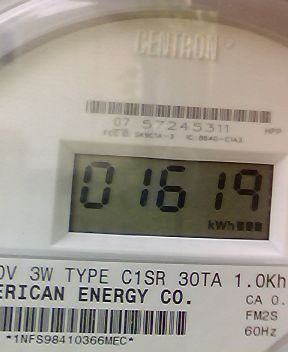 CENTRON
07 57245311
HPP
01619
kWh
0V 3W TYPE C1SR 30TA 1.0Kh
ERICAN ENERGY CO.
CA 0.
FM2S
60Hz
*1NFS98410366MEC*